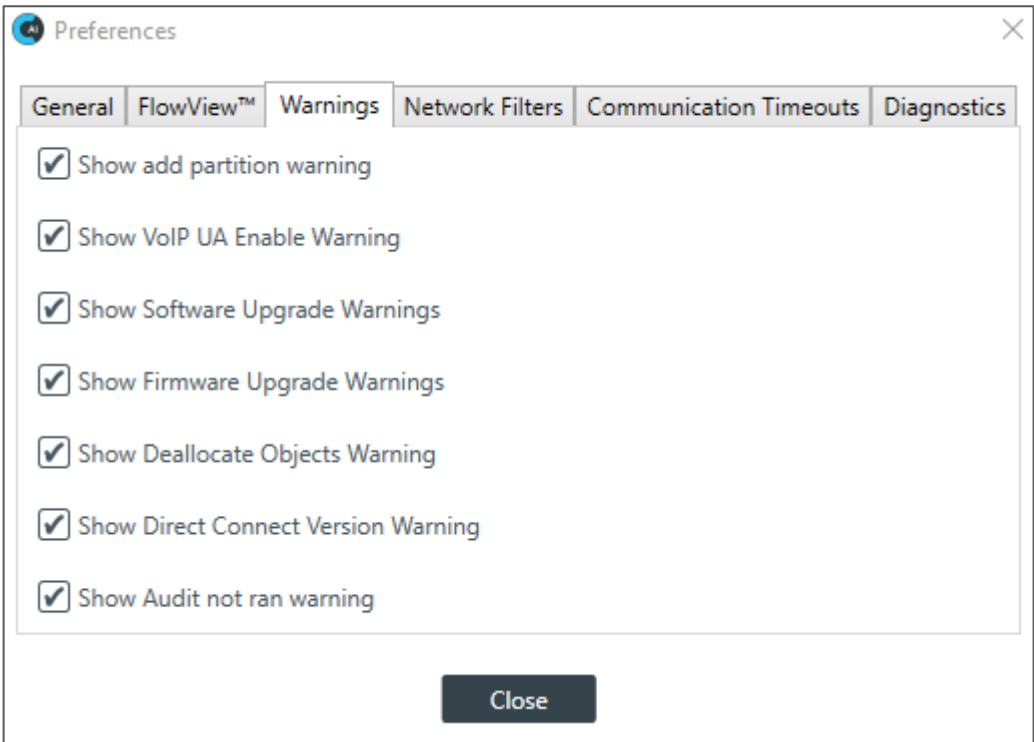 AI
Preferences
General FlowView™ Warnings Network Filters Communication Timeouts Diagnostics
Show add partition warning
Show VoIP UA Enable Warning
Show Software Upgrade Warnings
Show Firmware Upgrade Warnings
Show Deallocate Objects Warning
Show Direct Connect Version Warning
Show Audit not ran warning
Close